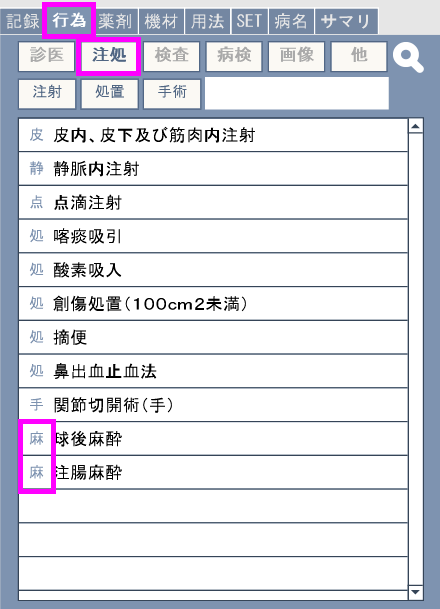 記録 行為 薬剤 機材 用法 SET 病名 サマリ
診医 注処 検査 病検 画像 他
注射 処置 手術
皮 皮内、皮下及び筋肉内注射
静 静脈内注射
点 点滴注射
処 喀痰吸引
処 酸素吸入
処 創傷処置(100cm2未満)
処 摘便
処 鼻出血止血法
手 関節切開術(手)
麻 球後麻酔
麻 注腸麻酔